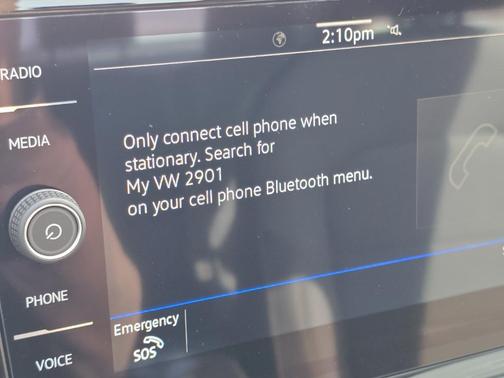 2:10pm
RADIO
MEDIA
Only connect cell phone when
stationary. Search for
My VW 2901
on your cell phone Bluetooth menu.
PHONE
Emergency
SOS
VOICE